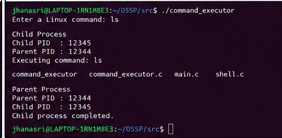 jhanasri@LAPTOP-1RN1M8E3:~/OSSP/src$ ./command_executor
Enter a Linux command: ls
Child Process
Child PID  : 12345
Parent PID : 12344
Executing command: ls
command_executor   command_executor.c   main.c   shell.c
Parent Process
Parent PID : 12344
Child PID  : 12345
Child process completed.
jhanasri@LAPTOP-1RN1M8E3:~/OSSP/src$